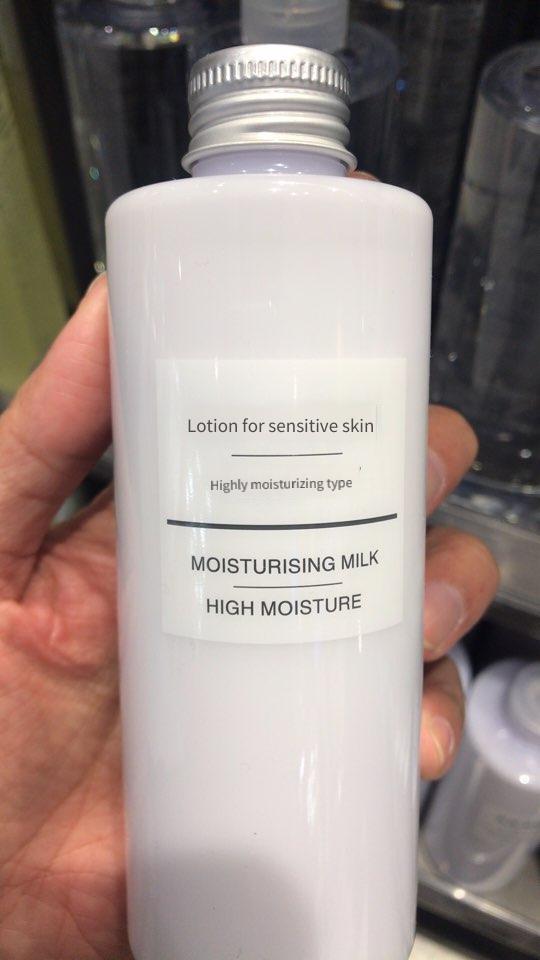 Lotion for sensitive skin
Highly moisturizing type
MOISTURISING MILK
HIGH MOISTURE